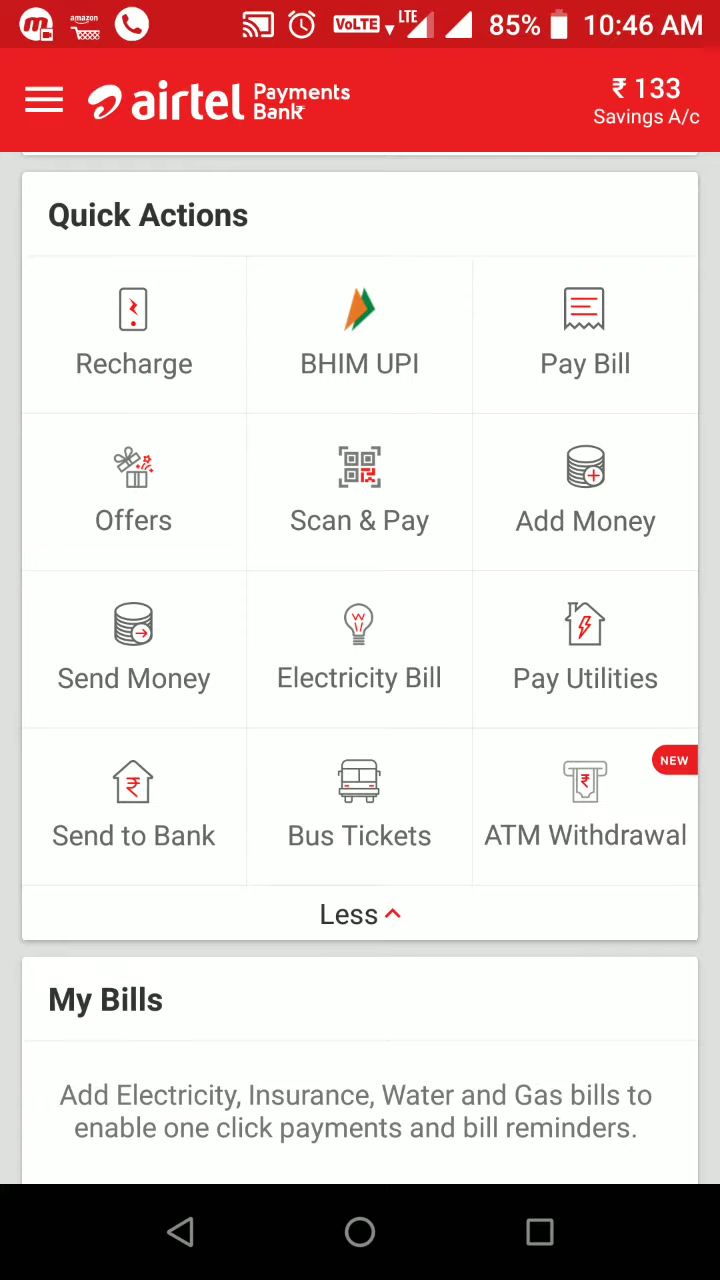 m amazon VoLTE LTE 85% 10:46 AM
airtel Payments Bank ₹ 133
Savings A/c
Quick Actions
Recharge BHIM UPI Pay Bill
Offers Scan & Pay Add Money
Send Money Electricity Bill Pay Utilities
NEW
Send to Bank Bus Tickets ATM Withdrawal
Less
My Bills
Add Electricity, Insurance, Water and Gas bills to
enable one click payments and bill reminders.